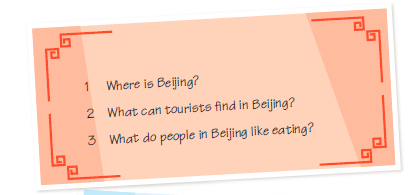 1 Where is Beijing?
2 What can tourists find in Beijing?
3 What do people in Beijing like eating?